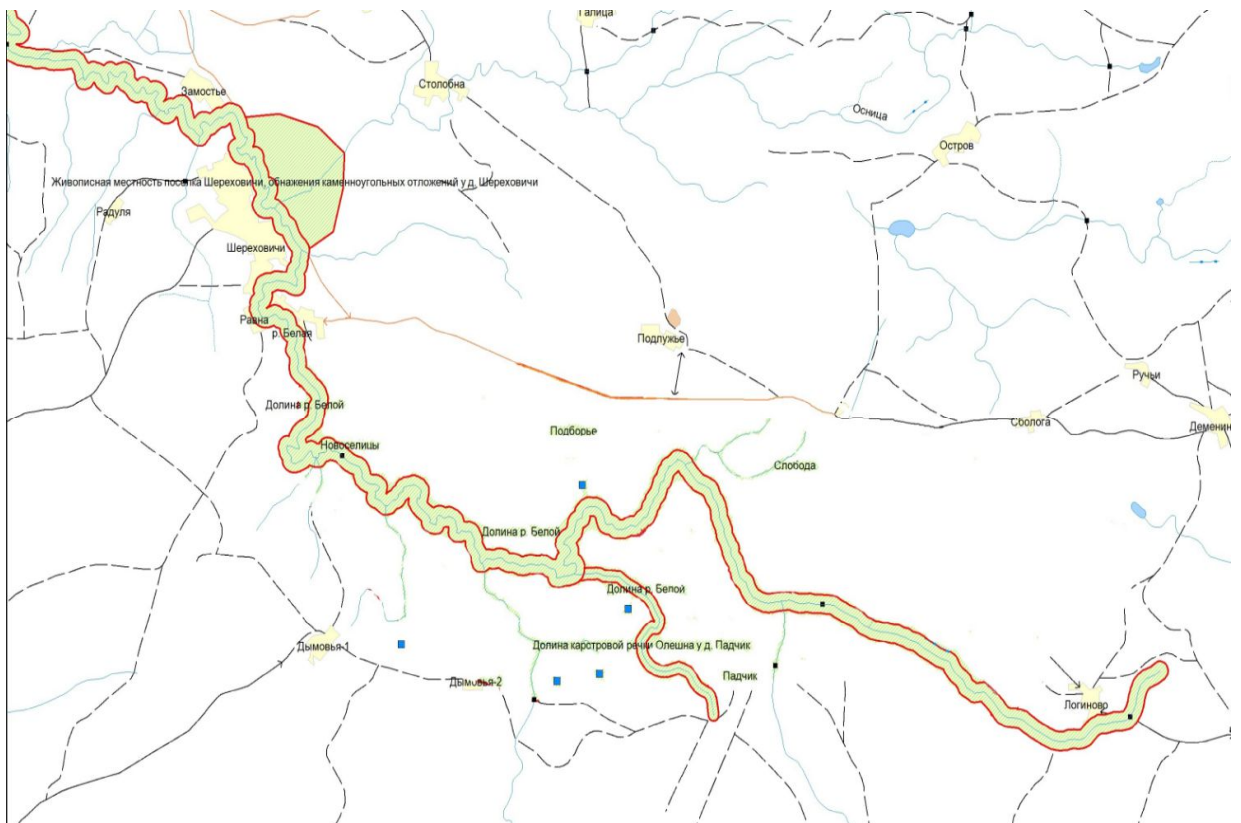 Галица
Столобна
Замостье
Осница
Остров
Живописная местность поселка Шереховичи, обнажения каменноугольных отложений у д. Шереховичи
Радуля
Шереховичи
Равна
р. Белая
Подлужье
Ручьи
Долина р. Белой
Соолога
Деменин
Подборье
Новоселицы
Слобода
Долина р. Белой
Долина р. Белой
Дымовья-1
Долина карстровой речки Олешна у д. Падчик
Падчик
Дымовья-2
Логиново